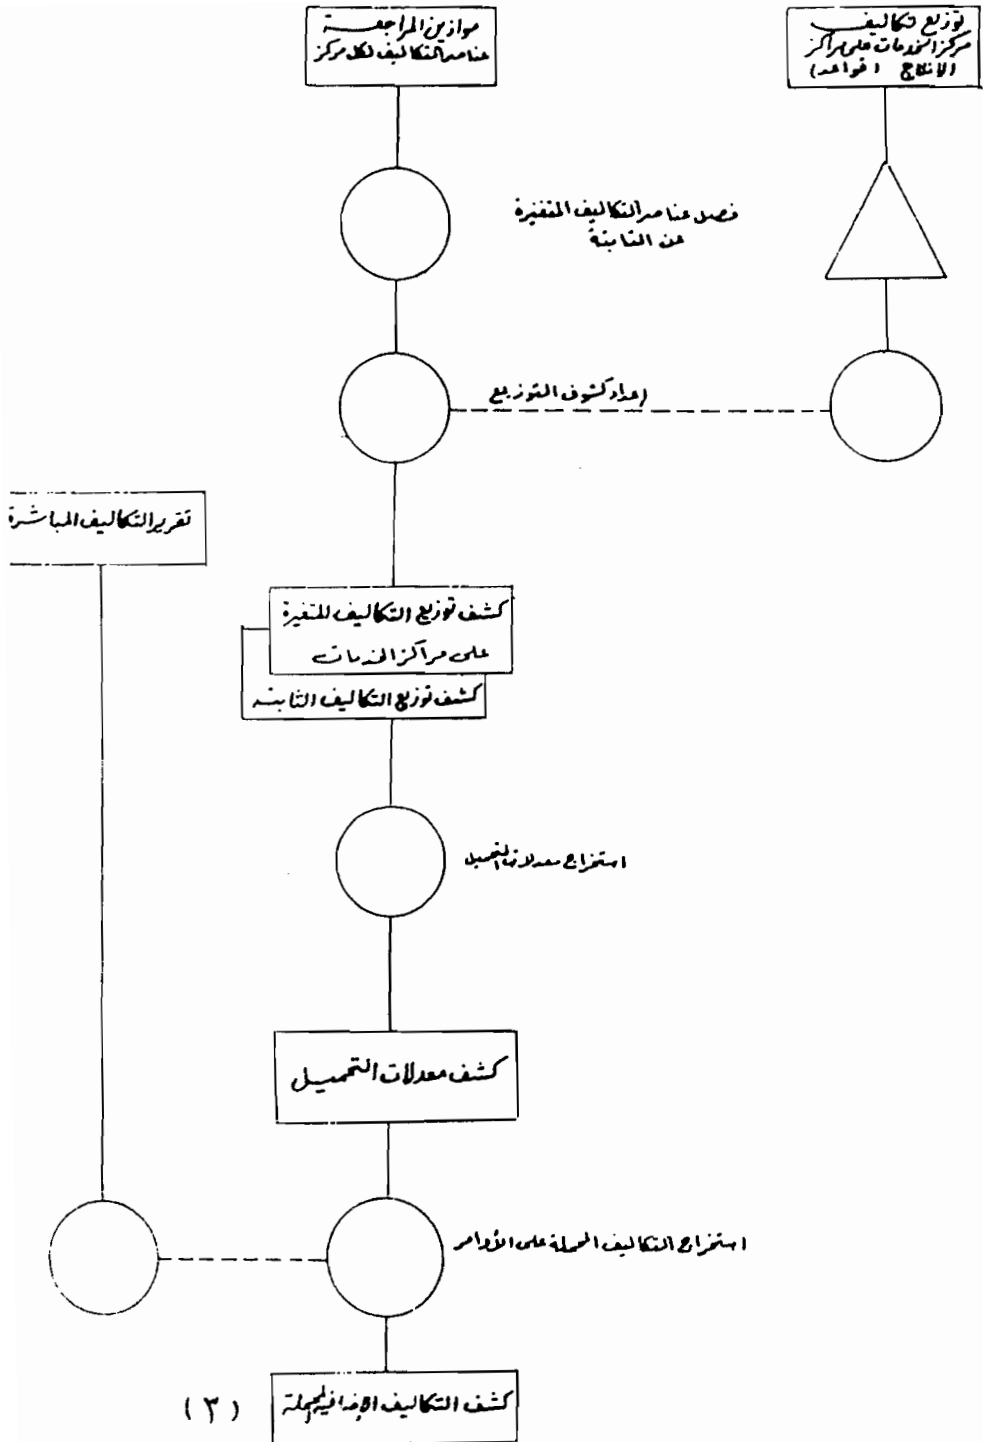 موازين المراجعة
عناصر التكاليف لكل مركز
توزيع تكاليف
مركز الخدمات على مراكز
الانتاج (قواعد)
فصل عناصر التكاليف المتغيرة
عن الثابتة
إعداد كشوف التوزيع
تقرير التكاليف المباشرة
كشف توزيع التكاليف المتغيرة
على مراكز الخدمات
كشف توزيع التكاليف الثابتة
استخراج معدلات التحميل
كشف معدلات التحميل
استخراج التكاليف المحملة على الأوامر
كشف التكاليف الإضافية المحملة
(٣)